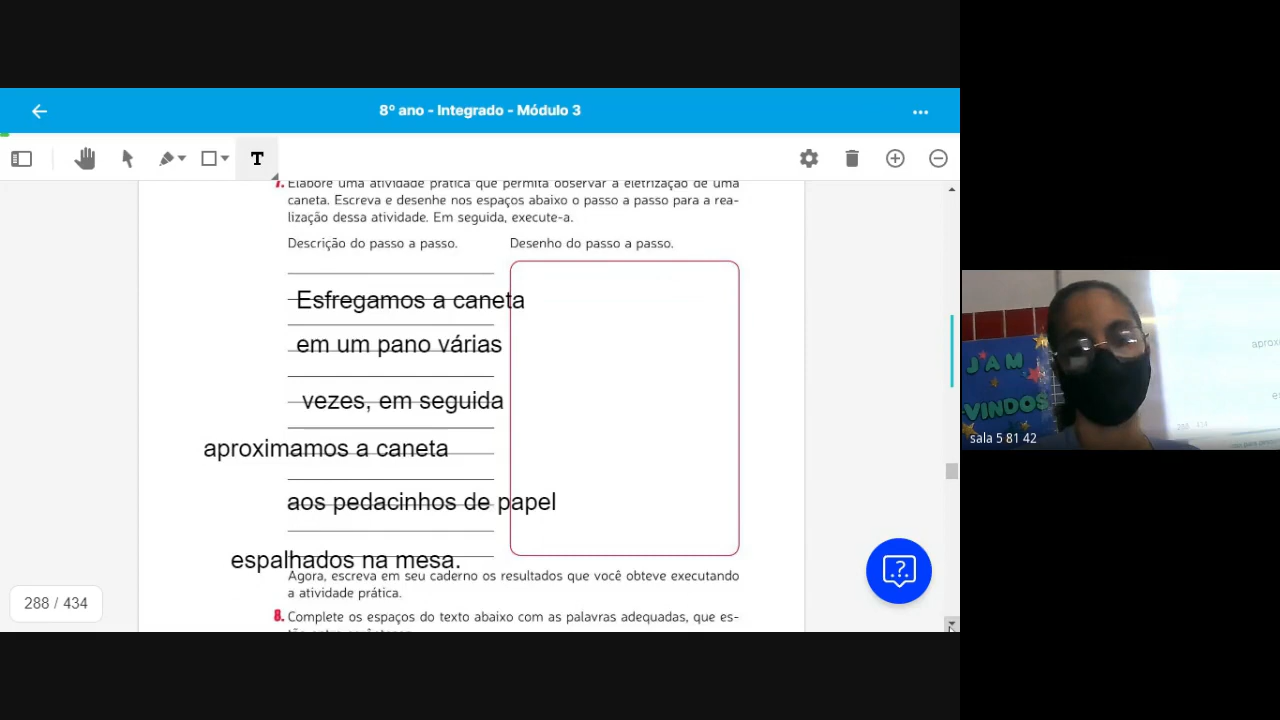 8º ano - Integrado - Módulo 3
T
7. Elabore uma atividade prática que permita observar a eletrização de uma
caneta. Escreva e desenhe nos espaços abaixo o passo a passo para a rea-
lização dessa atividade. Em seguida, execute-a.
Descrição do passo a passo.
Desenho do passo a passo.
Esfregamos a caneta
em um pano várias
vezes, em seguida
aproximamos a caneta
aos pedacinhos de papel
espalhados na mesa.
Agora, escreva em seu caderno os resultados que você obteve executando
a atividade prática.
8. Complete os espaços do texto abaixo com as palavras adequadas, que es-
288 / 434
JAM
VINDOS
aprox
sala 5 81 42